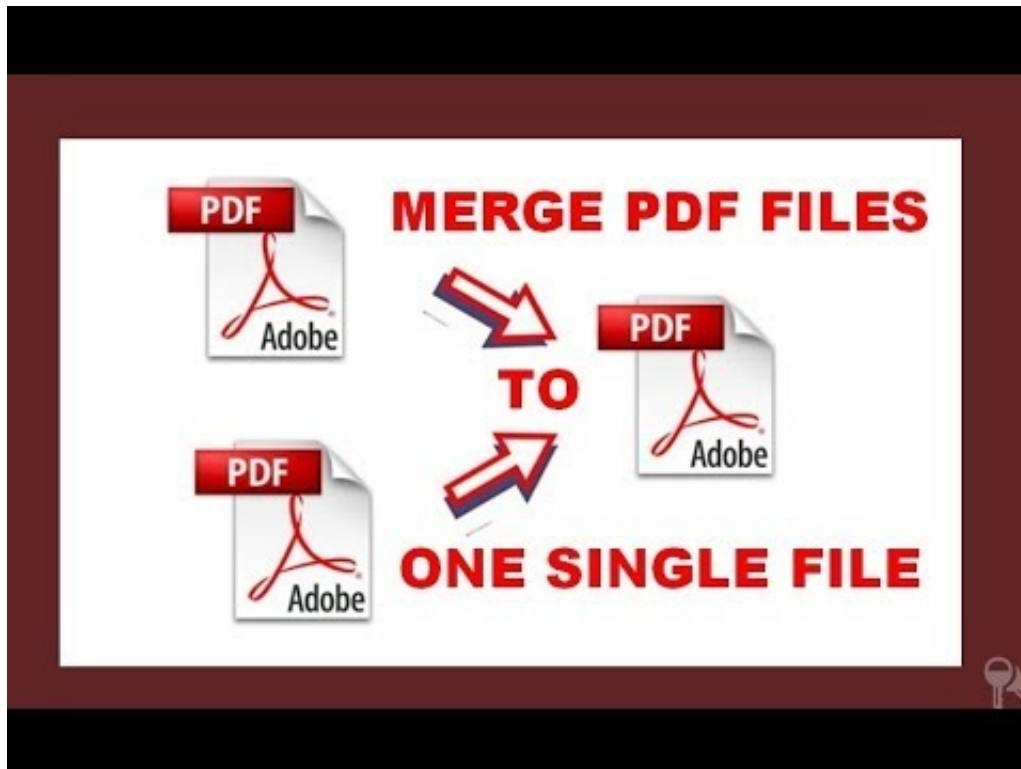 PDF
MERGE PDF FILES
Adobe
PDF
TO
Adobe
PDF
ONE SINGLE FILE
Adobe